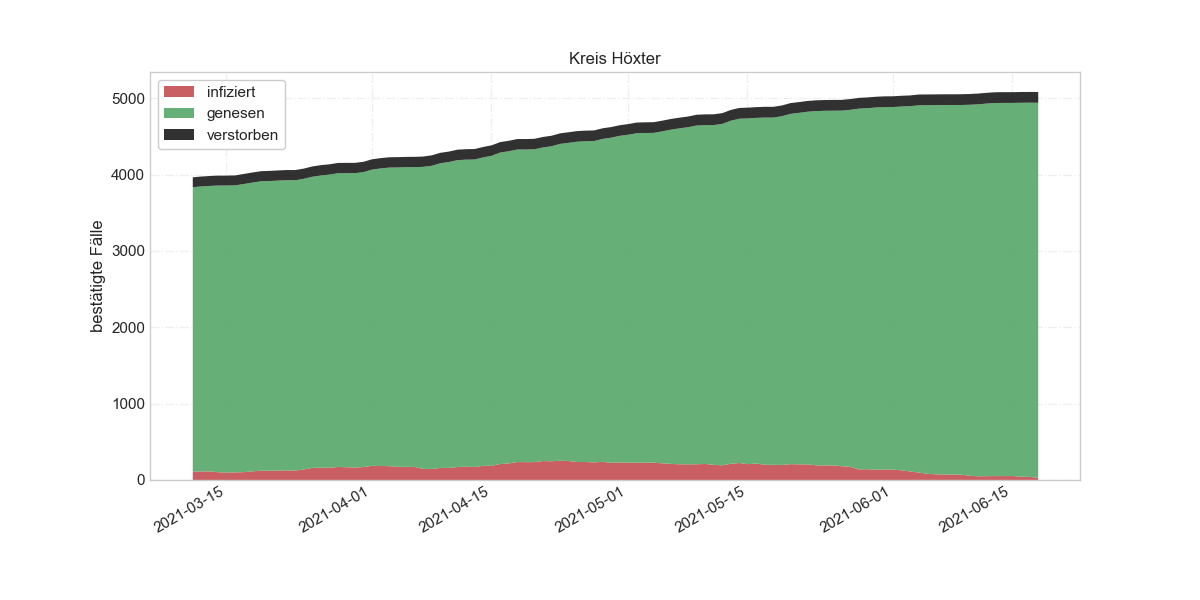 Kreis Höxter
infiziert
genesen
verstorben
bestätigte Fälle
5000
4000
3000
2000
1000
0
2021-03-15
2021-04-01
2021-04-15
2021-05-01
2021-05-15
2021-06-01
2021-06-15